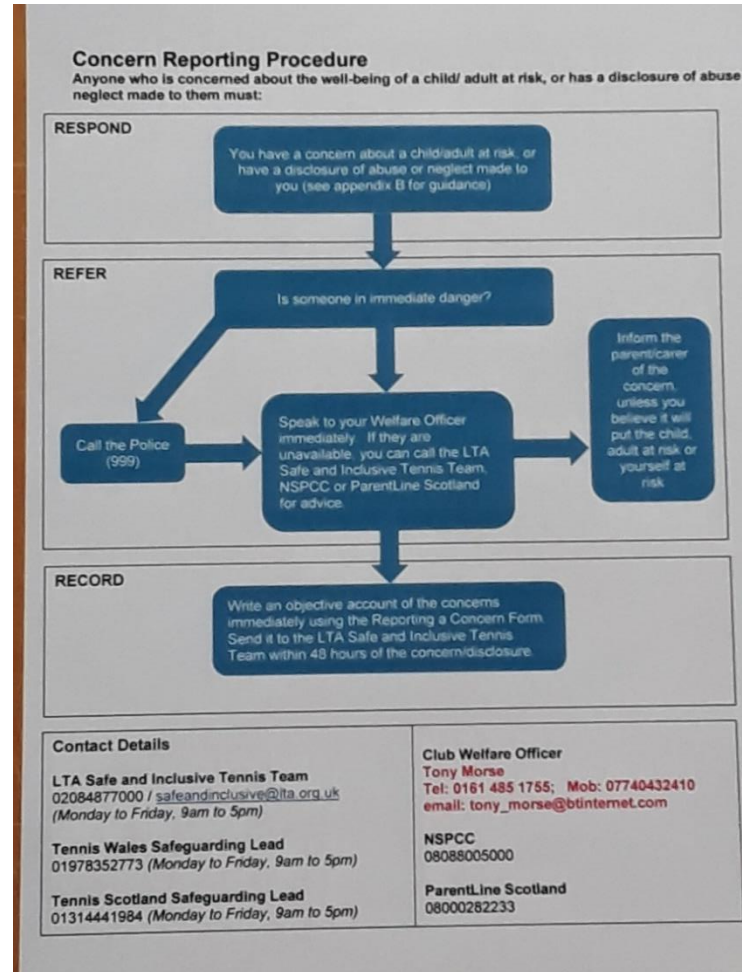 Concern Reporting Procedure
Anyone who is concerned about the well-being of a child/ adult at risk, or has a disclosure of abuse
neglect made to them must:
RESPOND
You have a concern about a child/adult at risk, or
have a disclosure of abuse or neglect made to
you (see appendix B for guidance)
REFER
Is someone in immediate danger?
Call the Police
(999)
Speak to your Welfare Officer
immediately. If they are
unavailable, you can call the LTA
Safe and Inclusive Tennis Team,
NSPCC or ParentLine Scotland
for advice.
Inform the
parent/carer
of the
concern,
unless you
believe it will
put the child,
adult at risk or
yourself at
risk
RECORD
Write an objective account of the concerns
immediately using the Reporting a Concern Form.
Send it to the LTA Safe and Inclusive Tennis
Team within 48 hours of the concern/disclosure.
Contact Details
LTA Safe and Inclusive Tennis Team
02084877000 / safeandinclusive@lta.org.uk
(Monday to Friday, 9am to 5pm)
Tennis Wales Safeguarding Lead
01978352773 (Monday to Friday, 9am to 5pm)
Tennis Scotland Safeguarding Lead
01314441984 (Monday to Friday, 9am to 5pm)
Club Welfare Officer
Tony Morse
Tel: 0161 485 1755; Mob: 07740432410
email: tony_morse@btinternet.com
NSPCC
08088005000
ParentLine Scotland
08000282233